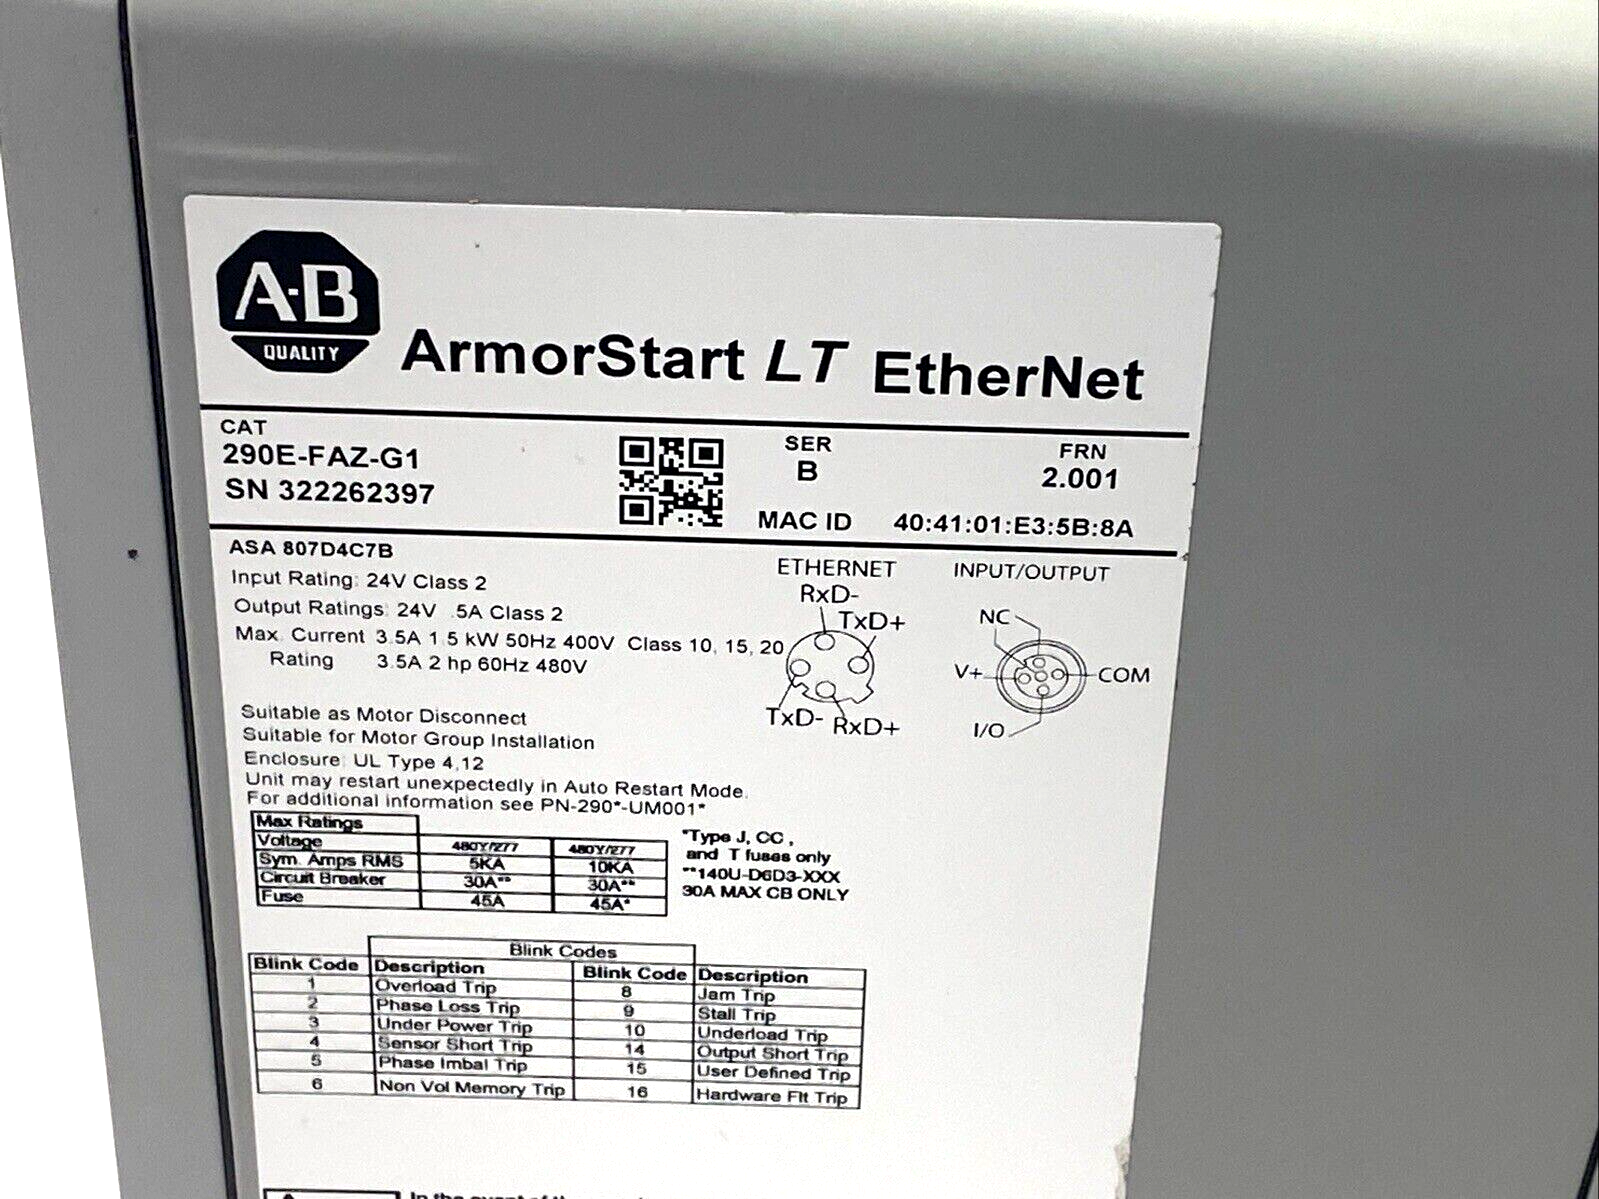 A-B
QUALITY
ArmorStart LT EtherNet
CAT
290E-FAZ-G1
SN 322262397
SER
B
FRN
2.001
MAC ID 40:41:01:E3:5B:8A
ASA 807D4C7B
Input Rating: 24V Class 2
Output Ratings: 24V .5A Class 2
Max. Current 3.5A 1.5 kW 50Hz 400V Class 10, 15, 20
Rating 3.5A 2 hp 60Hz 480V
ETHERNET
RxD-
TxD+
TxD- RxD+
INPUT/OUTPUT
NC
V+ COM
I/O
Suitable as Motor Disconnect
Suitable for Motor Group Installation
Enclosure: UL Type 4,12
Unit may restart unexpectedly in Auto Restart Mode.
For additional information see PN-290*-UM001*
Max Ratings
Voltage 480Y/277 480Y/277
Sym. Amps RMS 5KA 10KA
Circuit Breaker 30A** 30A**
Fuse 45A 45A*
*Type J, CC ,
and T fuses only
**140U-D6D3-XXX
30A MAX CB ONLY
Blink Codes
Blink Code Description Blink Code Description
1 Overload Trip 8 Jam Trip
2 Phase Loss Trip 9 Stall Trip
3 Under Power Trip 10 Underload Trip
4 Sensor Short Trip 14 Output Short Trip
5 Phase Imbal Trip 15 User Defined Trip
6 Non Vol Memory Trip 16 Hardware Flt Trip
In the event of the